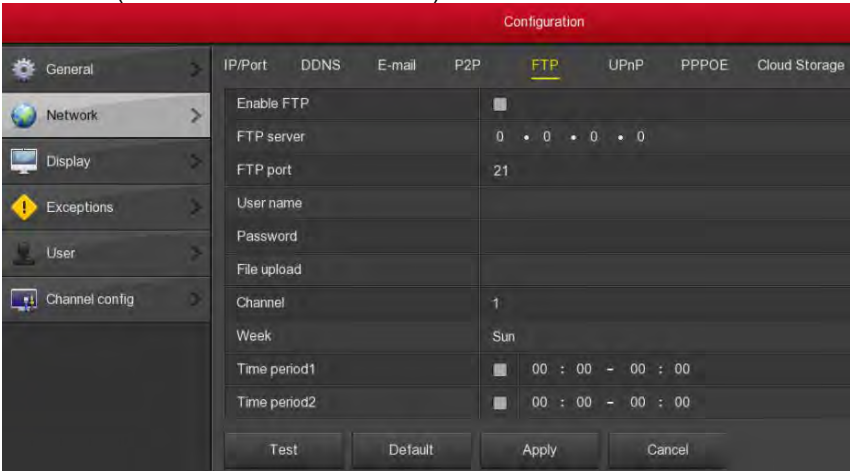 Configuration
General
Network
Display
Exceptions
User
Channel config
IP/Port DDNS E-mail P2P FTP UPnP PPPOE Cloud Storage
Enable FTP
FTP server 0 • 0 • 0 • 0
FTP port 21
User name
Password
File upload
Channel 1
Week Sun
Time period1 00 : 00 - 00 : 00
Time period2 00 : 00 - 00 : 00
Test Default Apply Cancel